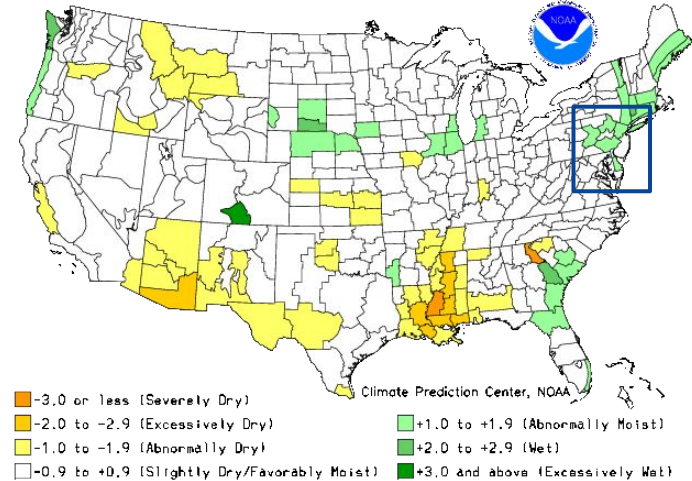 NOAA
Climate Prediction Center, NOAA
-3.0 or less (Severely Dry)
-2.0 to -2.9 (Excessively Dry)
-1.0 to -1.9 (Abnormally Dry)
-0.9 to +0.9 (Slightly Dry/Favorably Moist)
+1.0 to +1.9 (Abnormally Moist)
+2.0 to +2.9 (Wet)
+3.0 and above (Excessively Wet)